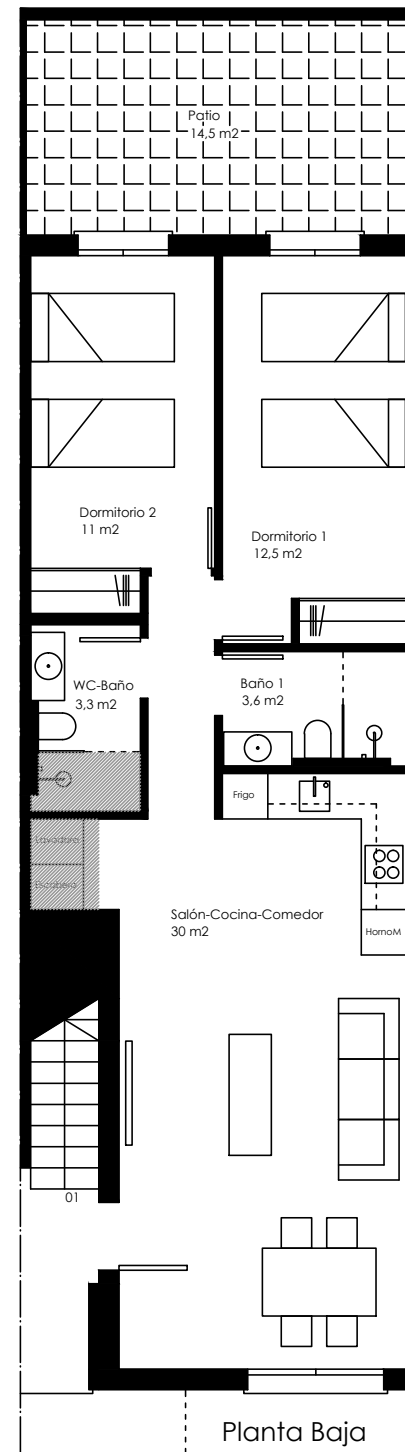 Patio
14,5 m2
Dormitorio 2
11 m2
Dormitorio 1
12,5 m2
WC-Baño
3,3 m2
Baño 1
3,6 m2
Frigo
Lavadora
Escobero
Salón-Cocina-Comedor
30 m2
HornoM
01
Planta Baja